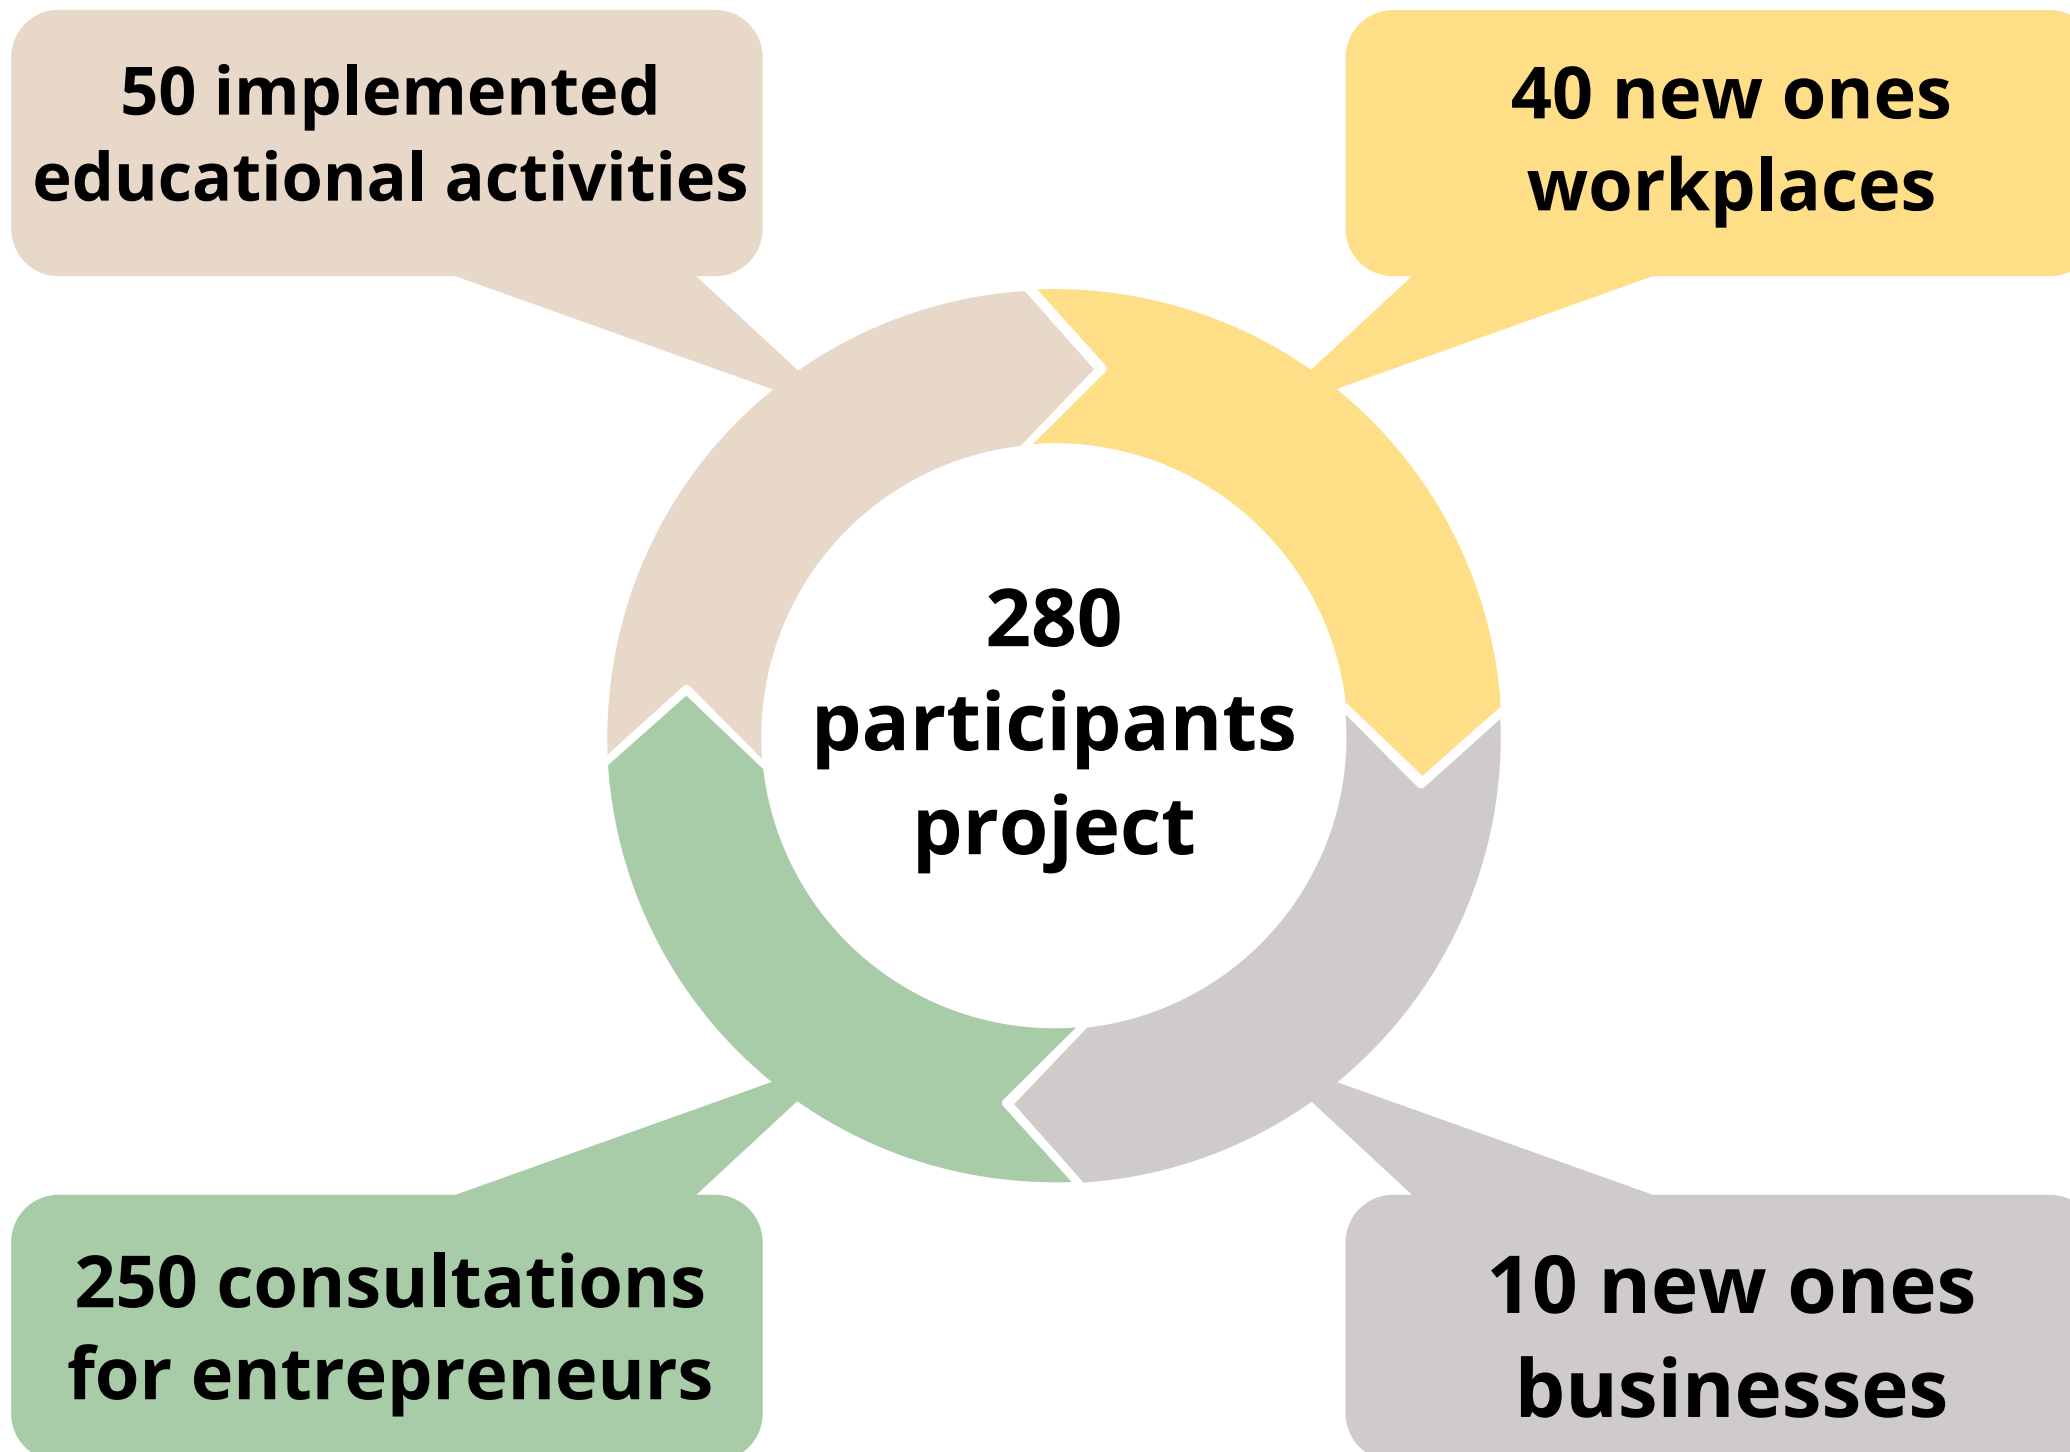 50 implemented
educational activities
40 new ones
workplaces
280
participants
project
250 consultations
for entrepreneurs
10 new ones
businesses